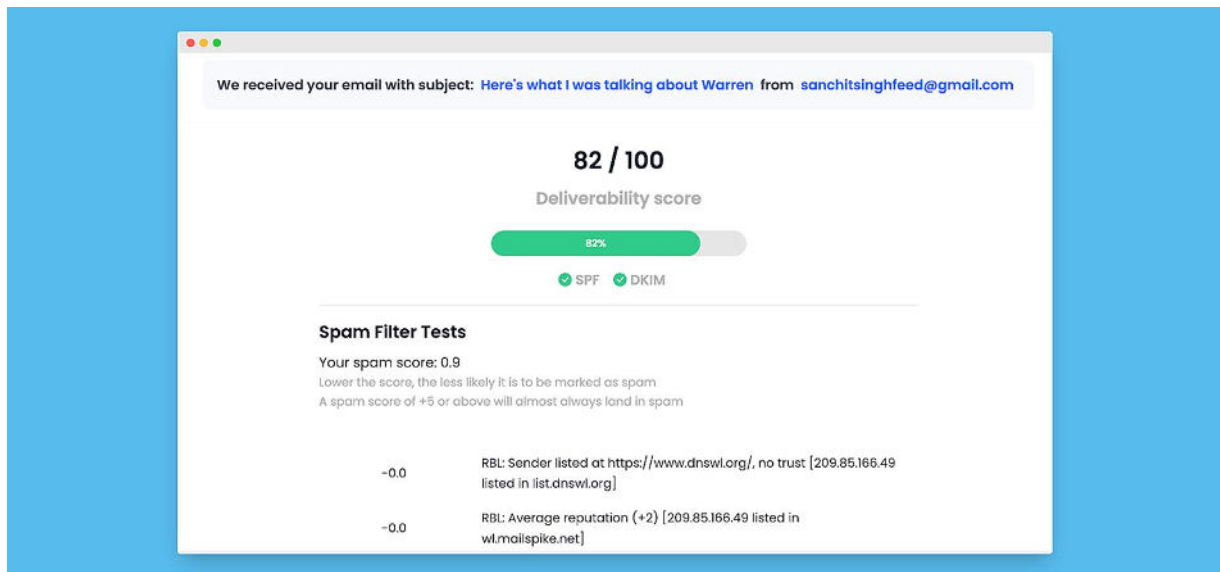 We received your email with subject: Here's what I was talking about Warren from sanchitsinghfeed@gmail.com
82 / 100
Deliverability score
82%
SPF DKIM
Spam Filter Tests
Your spam score: 0.9
Lower the score, the less likely it is to be marked as spam
A spam score of +5 or above will almost always land in spam
-0.0
RBL: Sender listed at https://www.dnswl.org/, no trust [209.85.166.49
listed in list.dnswl.org]
-0.0
RBL: Average reputation (+2) [209.85.166.49 listed in
wl.mailspike.net]